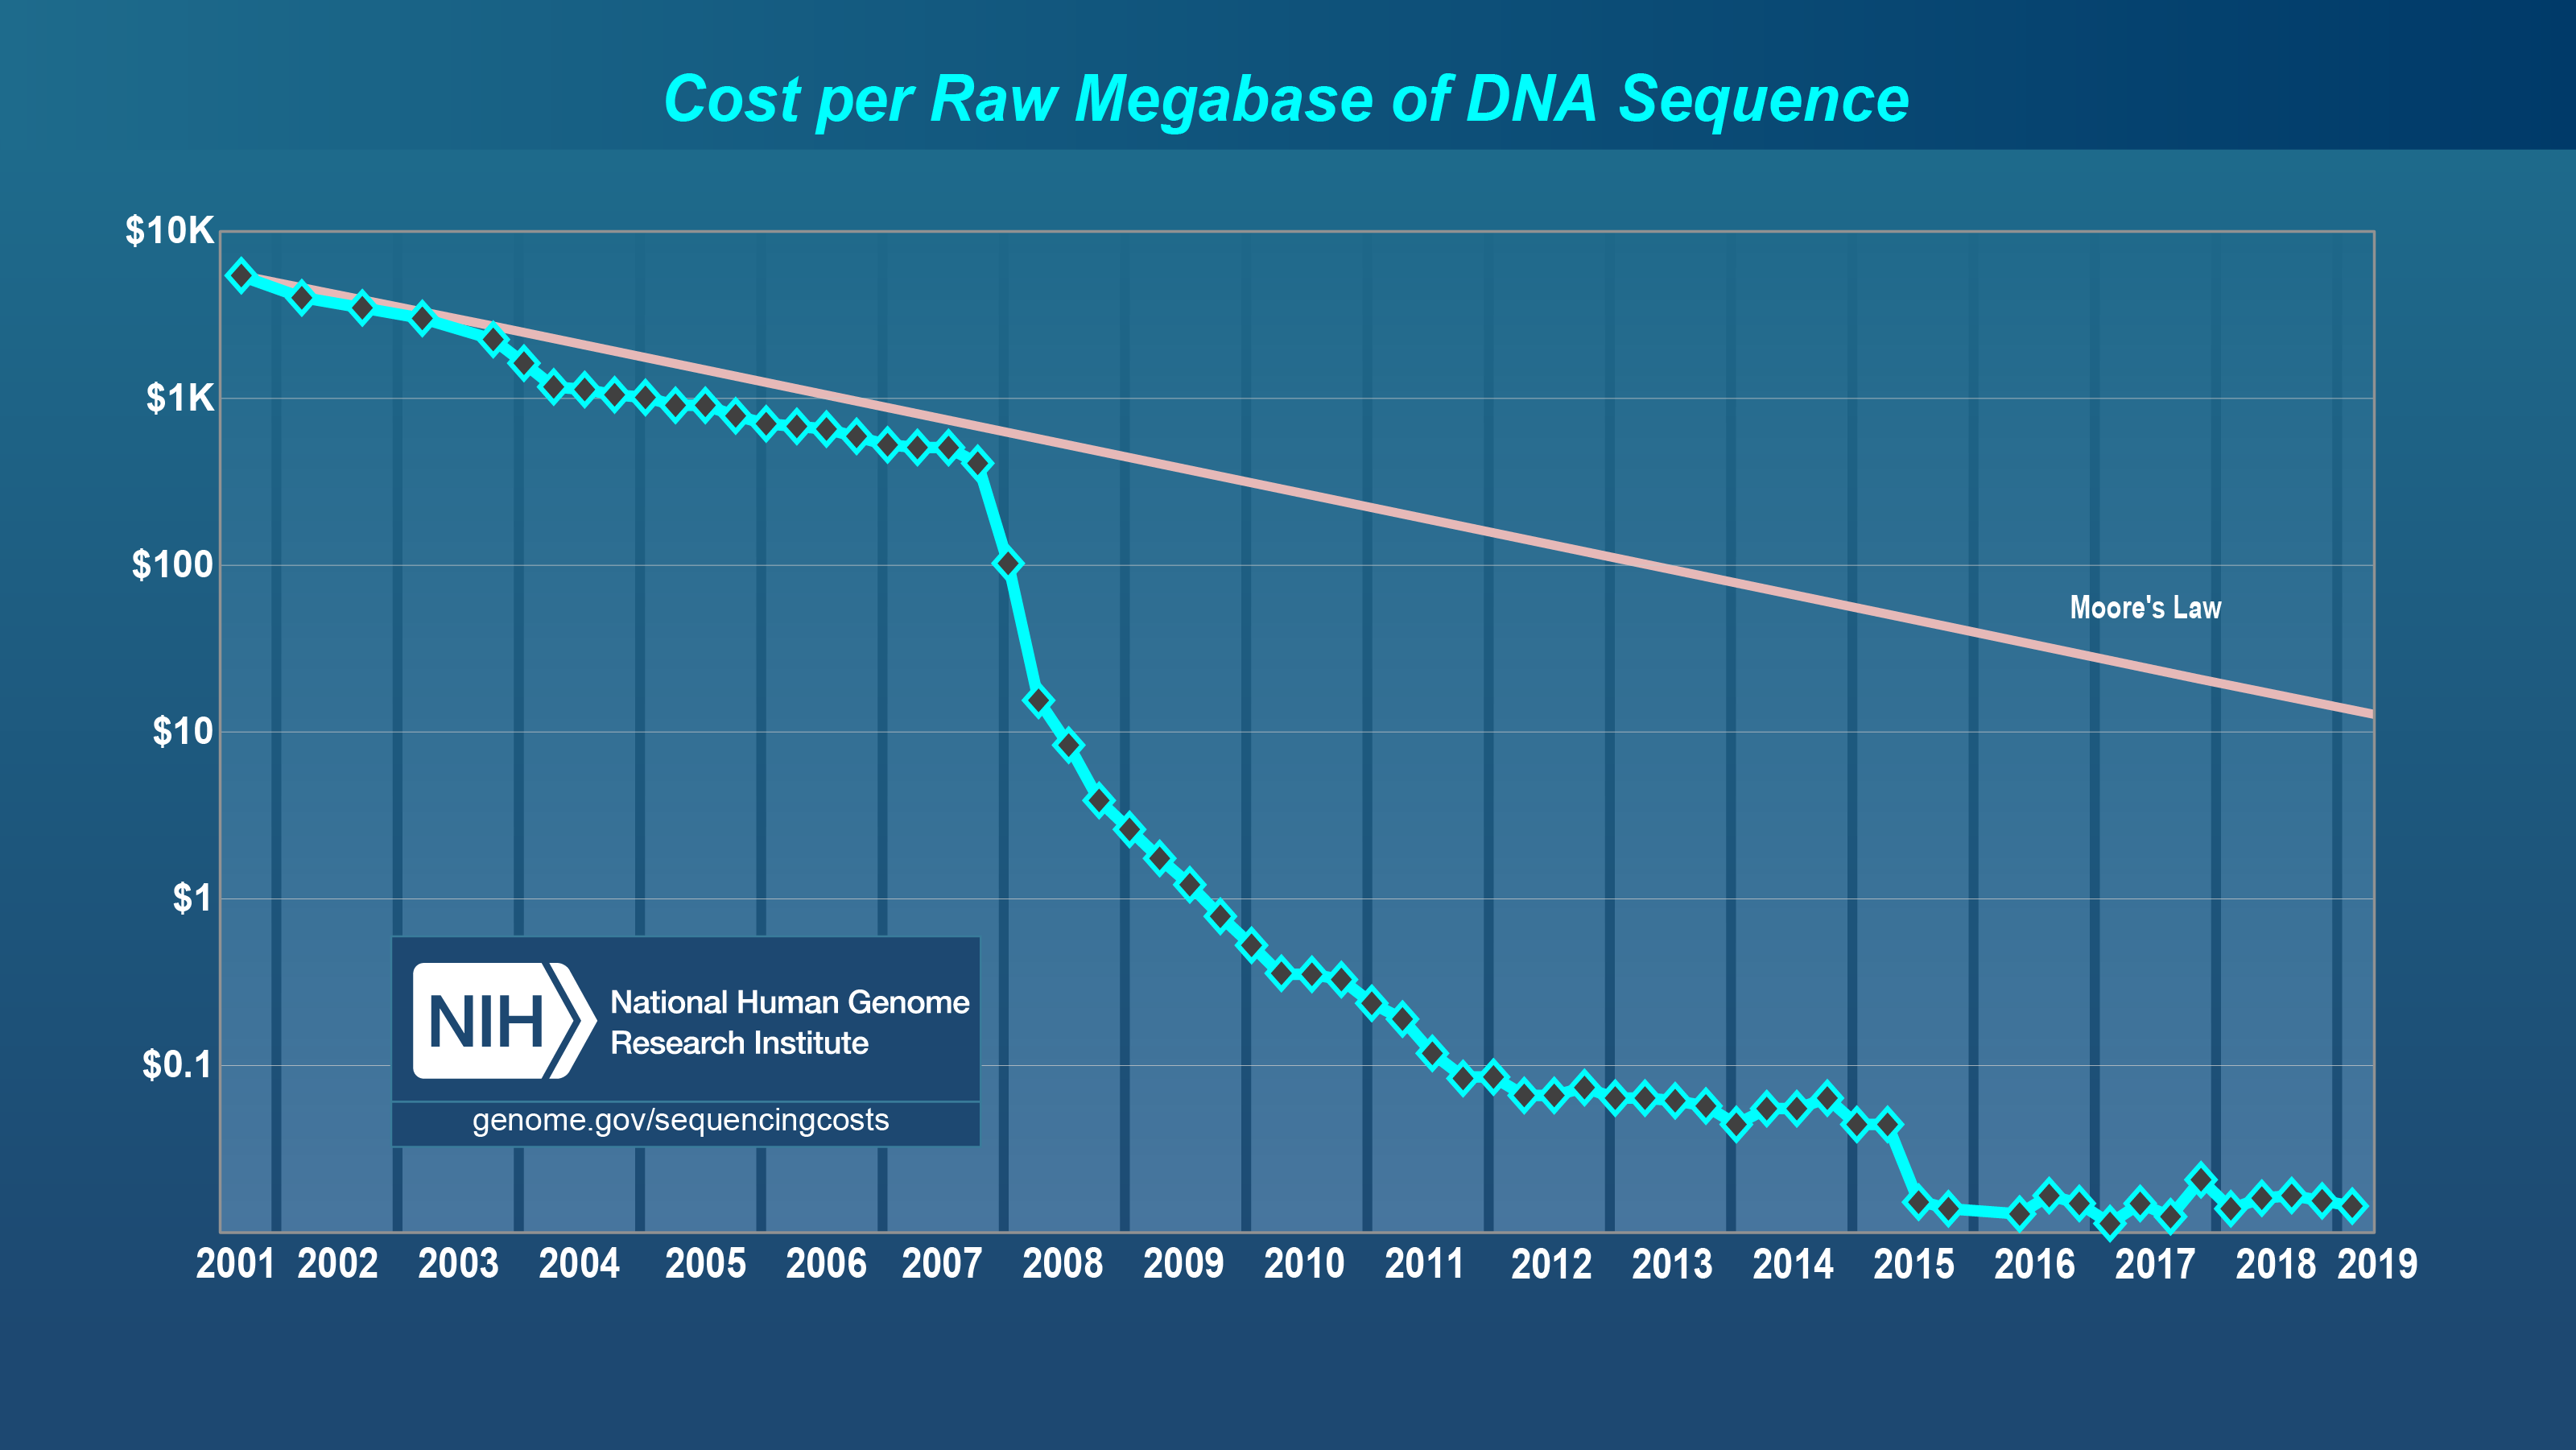 Cost per Raw Megabase of DNA Sequence
$10K
$1K
$100
$10
$1
$0.1
Moore's Law
NIH
National Human Genome
Research Institute
genome.gov/sequencingcosts
2001 2002 2003 2004 2005 2006 2007 2008 2009 2010 2011 2012 2013 2014 2015 2016 2017 2018 2019